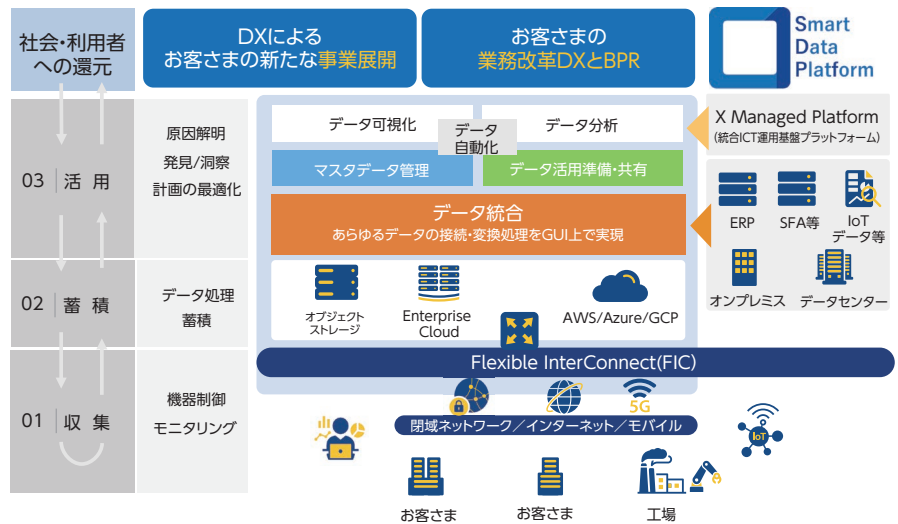 社会・利用者
への還元
DXによる
お客さまの新たな事業展開
お客さまの
業務改革DXとBPR
Smart
Data
Platform
03 活用
原因解明
発見/洞察
計画の最適化
データ可視化
データ分析
データ
自動化
マスタデータ管理
データ活用準備・共有
データ統合
あらゆるデータの接続・変換処理をGUI上で実現
X Managed Platform
(統合ICT運用基盤プラットフォーム)
ERP
SFA等
IoT
データ等
オンプレミス
データセンター
02 蓄積
データ処理
蓄積
オブジェクト
ストレージ
Enterprise
Cloud
AWS/Azure/GCP
Flexible InterConnect(FIC)
01 収集
機器制御
モニタリング
5G
閉域ネットワーク／インターネット／モバイル
IoT
お客さま
お客さま
工場